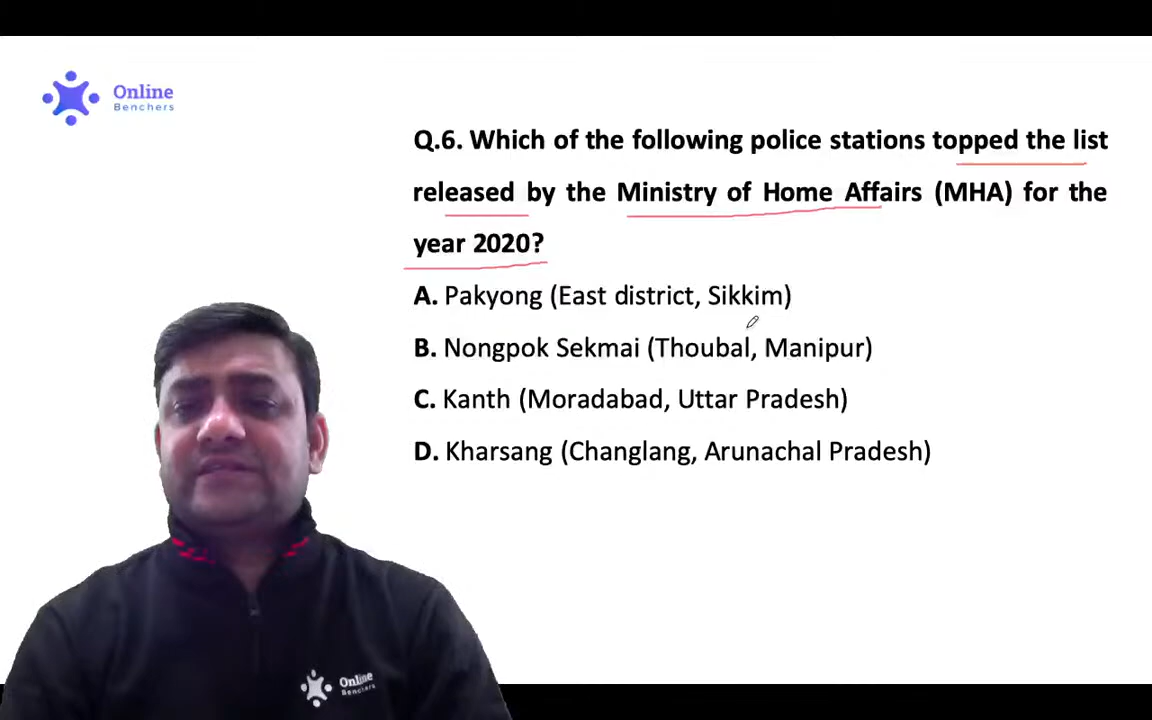 Online
Benchers
Q.6. Which of the following police stations topped the list
released by the Ministry of Home Affairs (MHA) for the
year 2020?
A. Pakyong (East district, Sikkim)
B. Nongpok Sekmai (Thoubal, Manipur)
C. Kanth (Moradabad, Uttar Pradesh)
D. Kharsang (Changlang, Arunachal Pradesh)
Online
Benchers